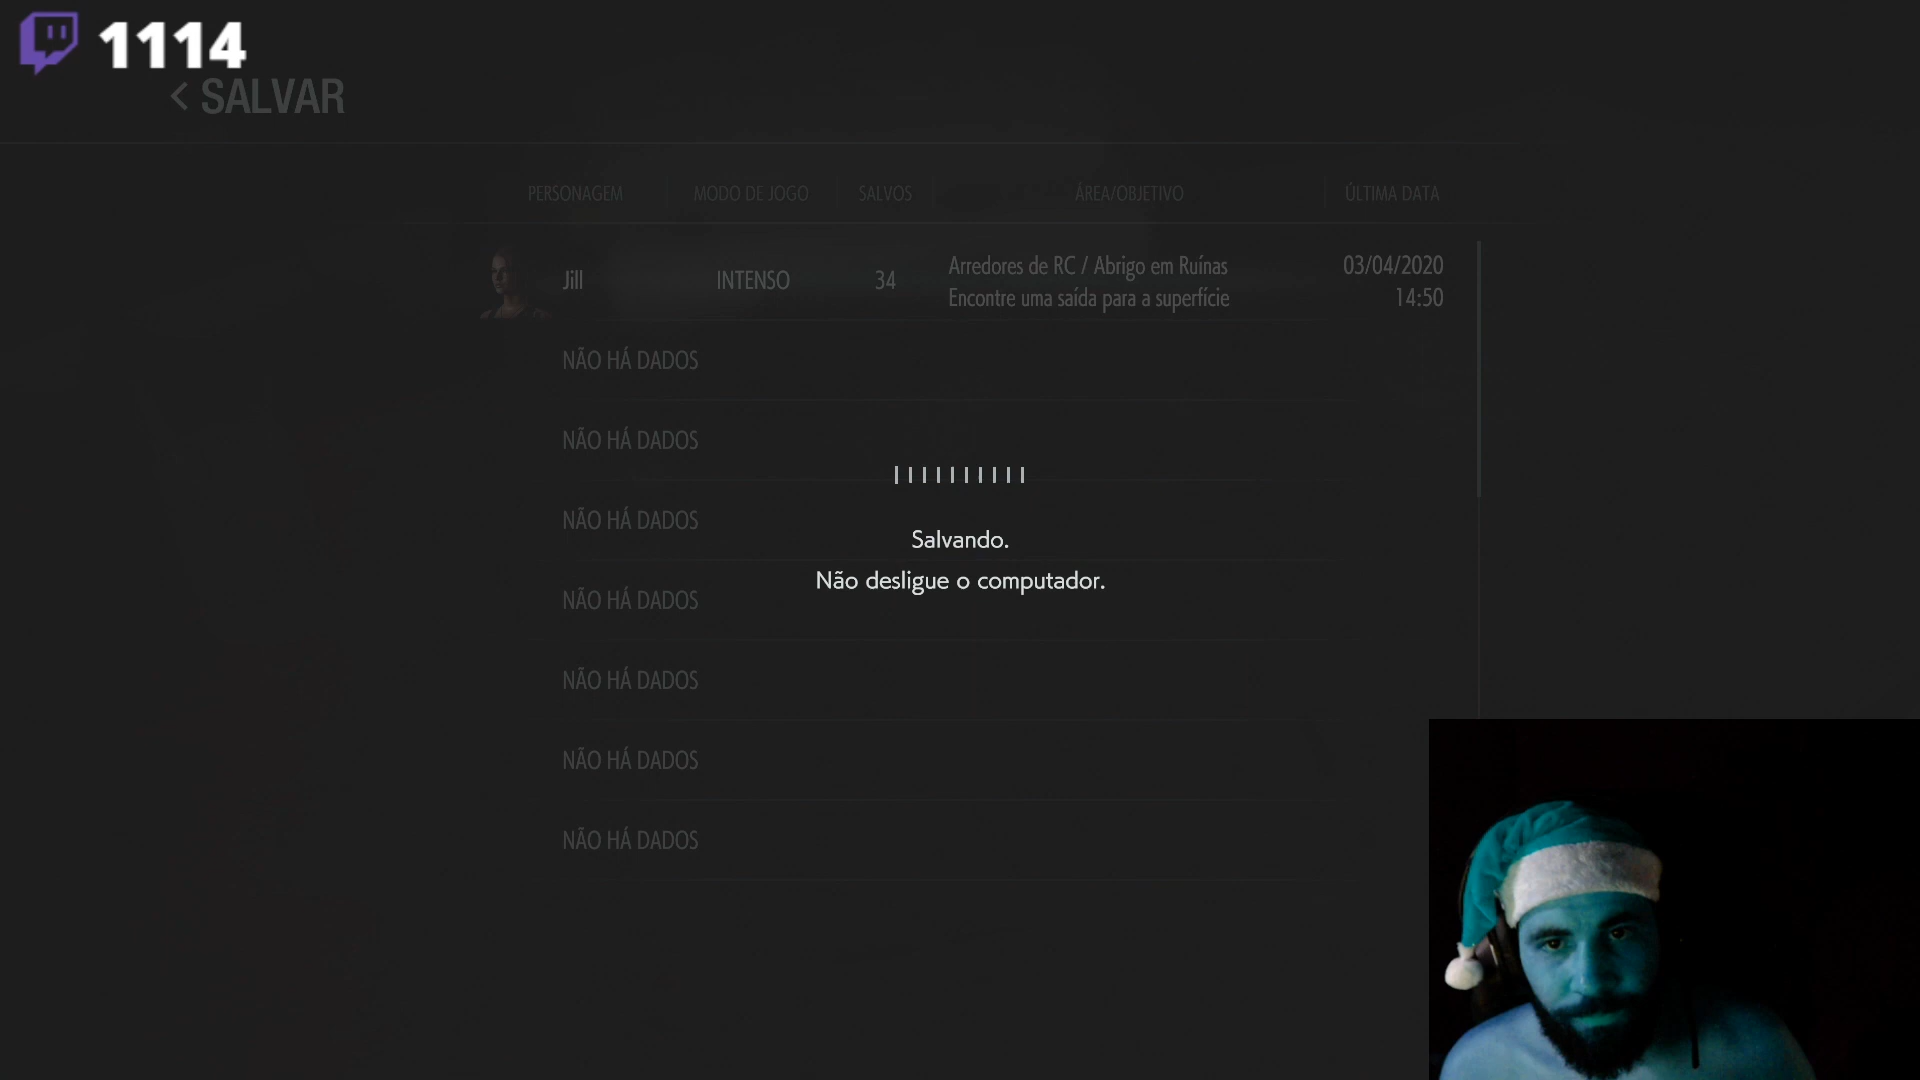 1114
< SALVAR
PERSONAGEM MODO DE JOGO SALVOS ÁREA/OBJETIVO ÚLTIMA DATA
Jill INTENSO 34 Arredores de RC / Abrigo em Ruínas 03/04/2020
Encontre uma saída para a superfície 14:50
NÃO HÁ DADOS
NÃO HÁ DADOS
NÃO HÁ DADOS
Salvando.
Não desligue o computador.
NÃO HÁ DADOS
NÃO HÁ DADOS
NÃO HÁ DADOS
NÃO HÁ DADOS